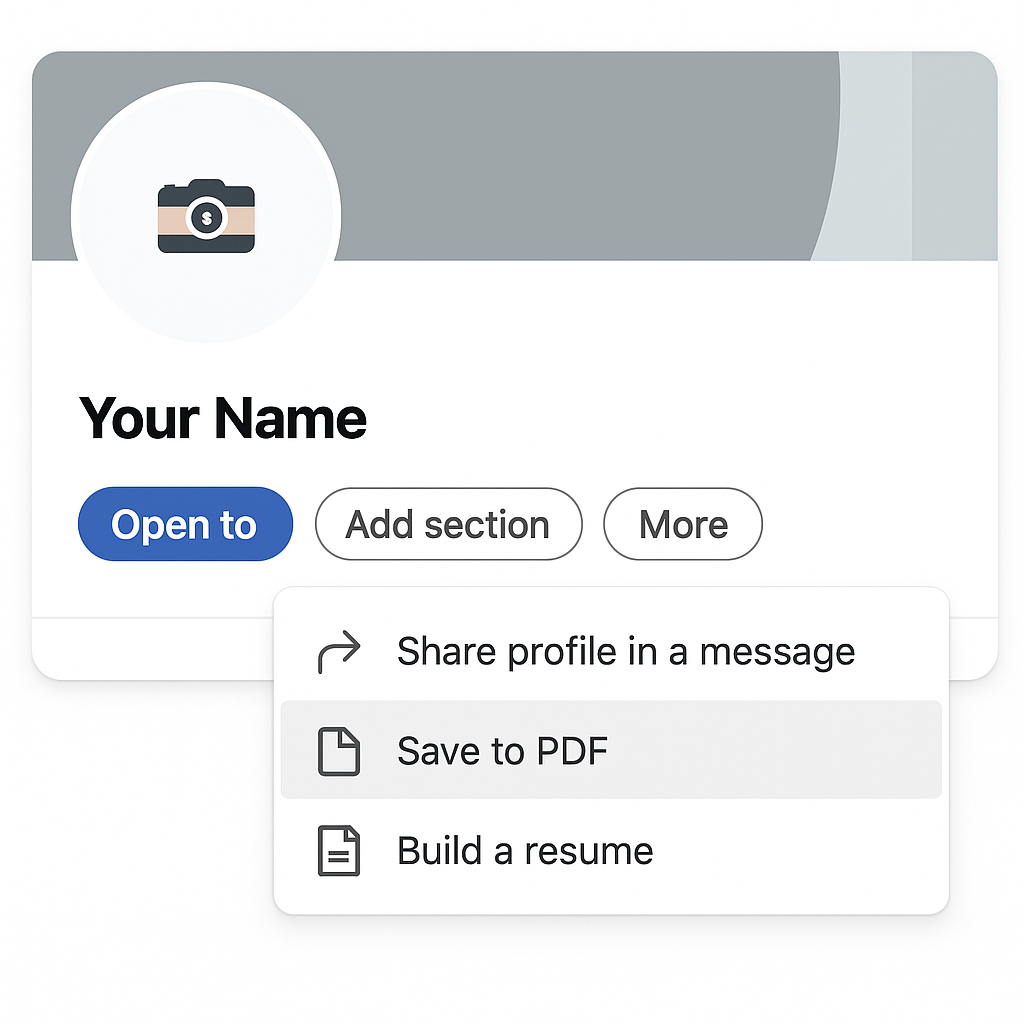 Your Name
Open to
Add section
More
Share profile in a message
Save to PDF
Build a resume